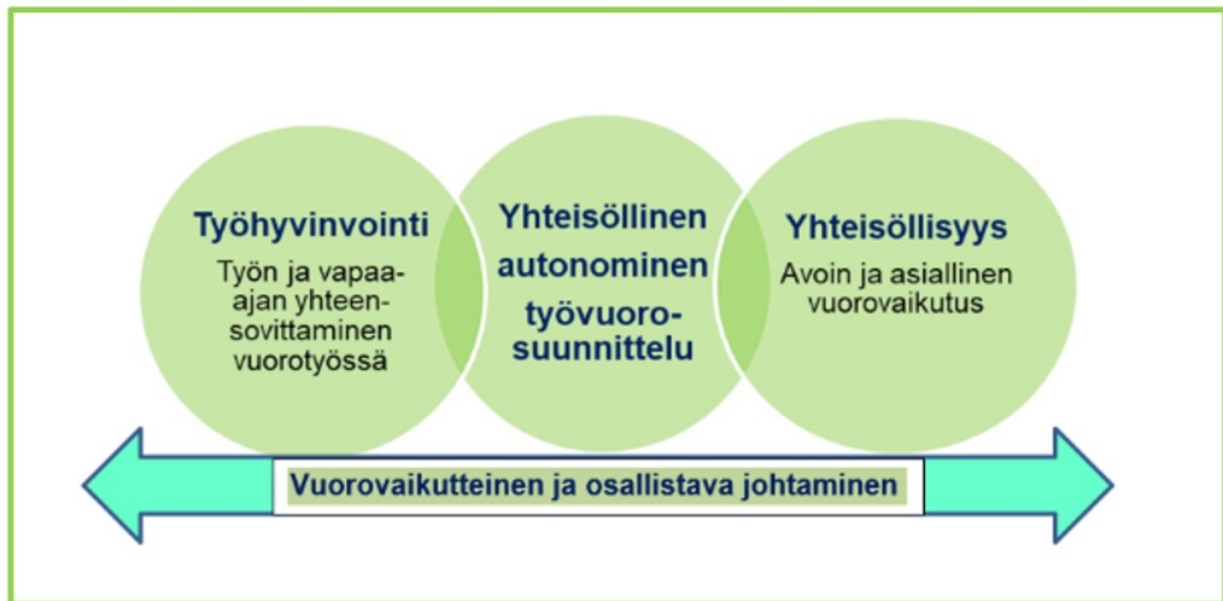 Työhyvinvointi
Työn ja vapaa-
ajan yhteen-
sovittaminen
vuorotyössä
Yhteisöllinen
autonominen
työvuoro-
suunnittelu
Yhteisöllisyys
Avoin ja asiallinen
vuorovaikutus
Vuorovaikutteinen ja osallistava johtaminen